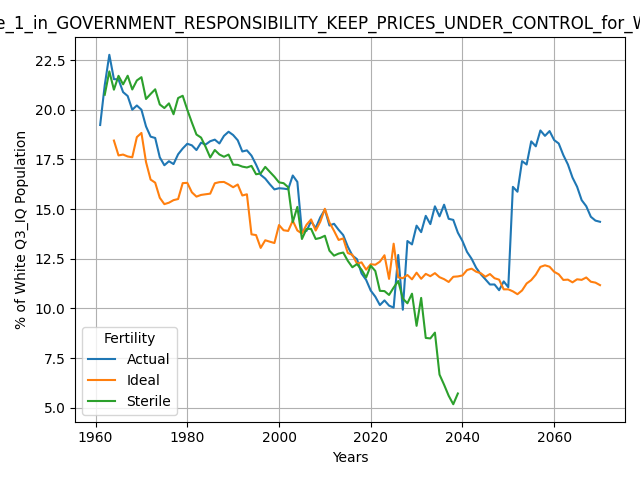 e_1_in_GOVERNMENT_RESPONSIBILITY_KEEP_PRICES_UNDER_CONTROL_for_W
% of White Q3_IQ Population
22.5
20.0
17.5
15.0
12.5
10.0
7.5
5.0
Fertility
Actual
Ideal
Sterile
1960 1980 2000 2020 2040 2060
Years